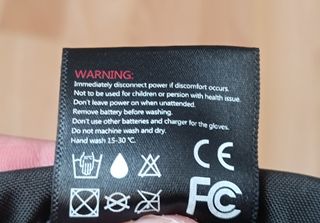 WARNING:
Immediately disconnect power if discomfort occurs.
Not to be used for children or persion with health issue.
Don't leave power on when unattended.
Remove battery before washing.
Don't use other batteries and charger for the gloves.
Do not machine wash and dry.
Hand wash 15-30 ℃.
CE
FC